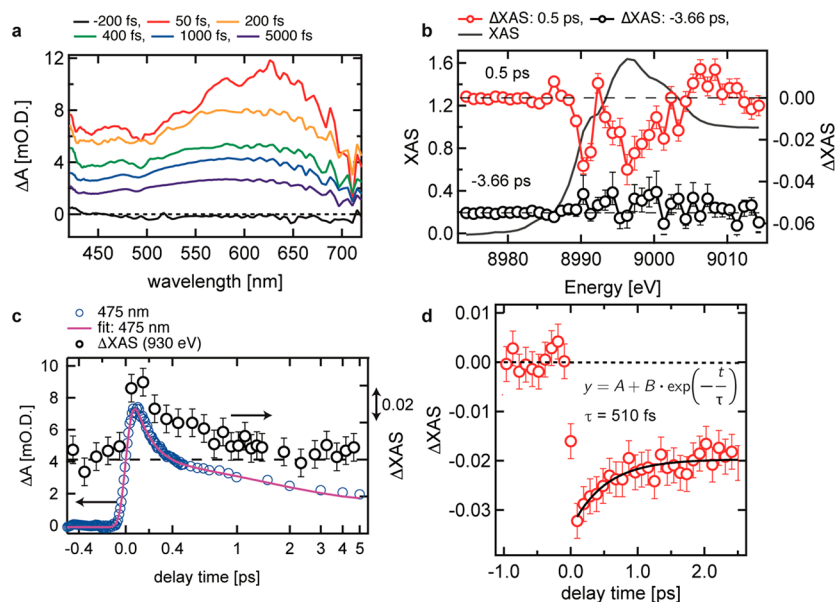 a
-200 fs, 50 fs, 200 fs,
400 fs, 1000 fs, 5000 fs
ΔA [mO.D.]
12
8
4
0
450 500 550 600 650 700
wavelength [nm]
b
ΔXAS: 0.5 ps, ΔXAS: -3.66 ps,
XAS
0.5 ps
-3.66 ps
XAS
1.6
1.2
0.8
0.4
0.0
0.00
-0.02
-0.04
-0.06
ΔXAS
8980 8990 9000 9010
Energy [eV]
c
475 nm
fit: 475 nm
ΔXAS (930 eV)
ΔA [mO.D.]
10
8
6
4
2
0
0.02
ΔXAS
-0.4 0.0 0.4 1 2 3 4 5
delay time [ps]
d
ΔXAS
0.01
0.00
-0.01
-0.02
-0.03
y = A + B · exp(-t/τ)
τ = 510 fs
-1.0 0.0 1.0 2.0
delay time [ps]